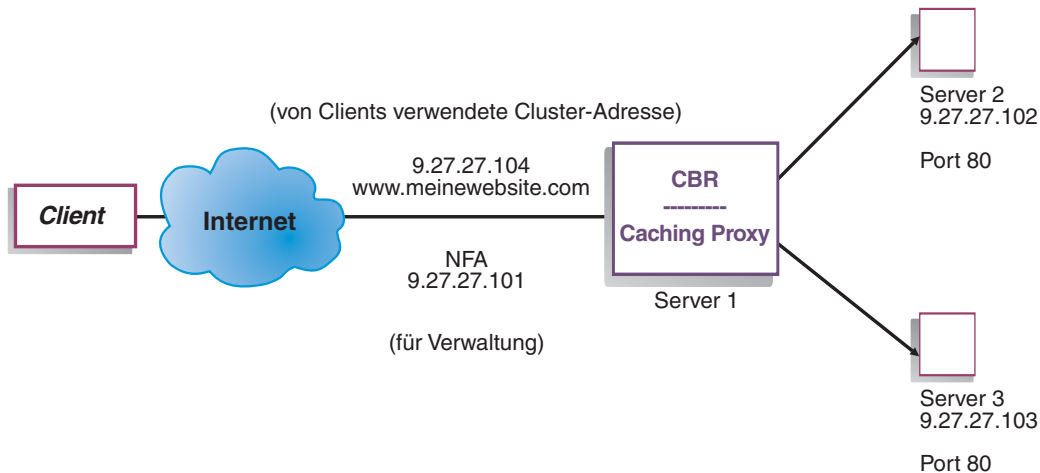 (von Clients verwendete Cluster-Adresse)
9.27.27.104
www.meinewebsite.com
Client
Internet
NFA
9.27.27.101
(für Verwaltung)
CBR
---------
Caching Proxy
Server 1
Server 2
9.27.27.102
Port 80
Server 3
9.27.27.103
Port 80